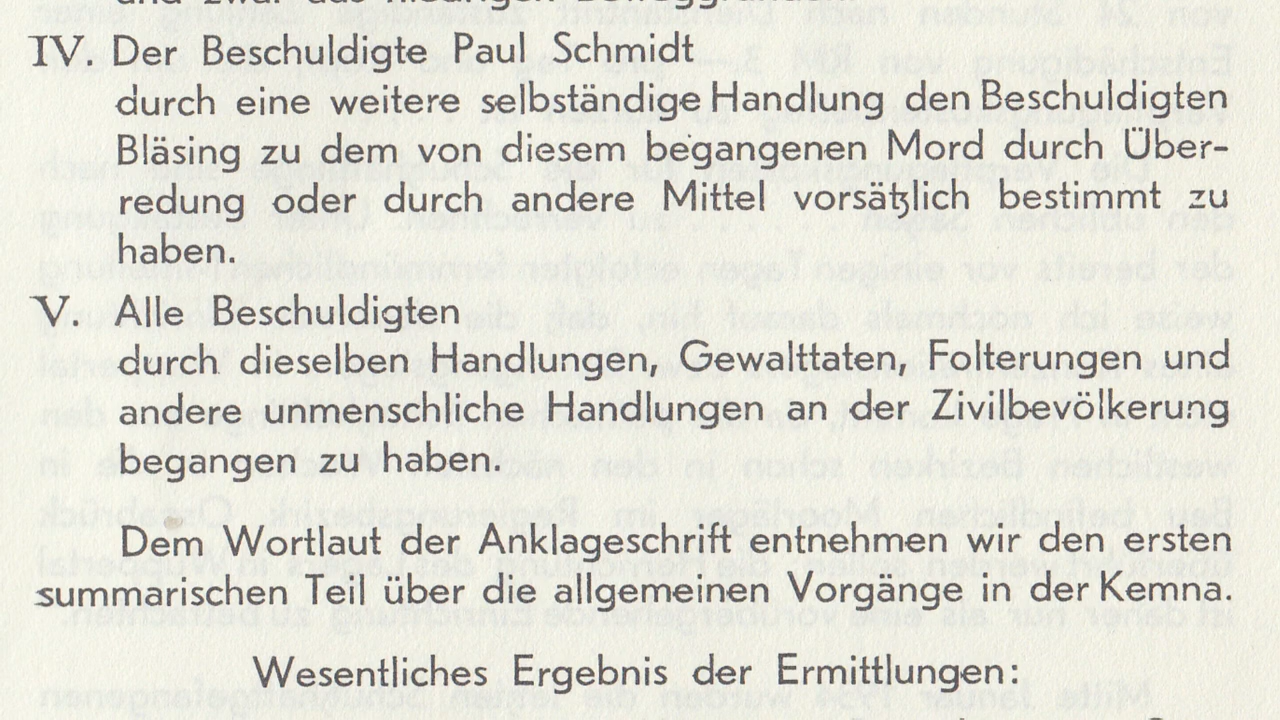 IV. Der Beschuldigte Paul Schmidt
durch eine weitere selbständige Handlung den Beschuldigten
Bläsing zu dem von diesem begangenen Mord durch Über-
redung oder durch andere Mittel vorsätzlich bestimmt zu
haben.
V. Alle Beschuldigten
durch dieselben Handlungen, Gewalttaten, Folterungen und
andere unmenschliche Handlungen an der Zivilbevölkerung
begangen zu haben.
Dem Wortlaut der Anklageschrift entnehmen wir den ersten
summarischen Teil über die allgemeinen Vorgänge in der Kemna.
Wesentliches Ergebnis der Ermittlungen: